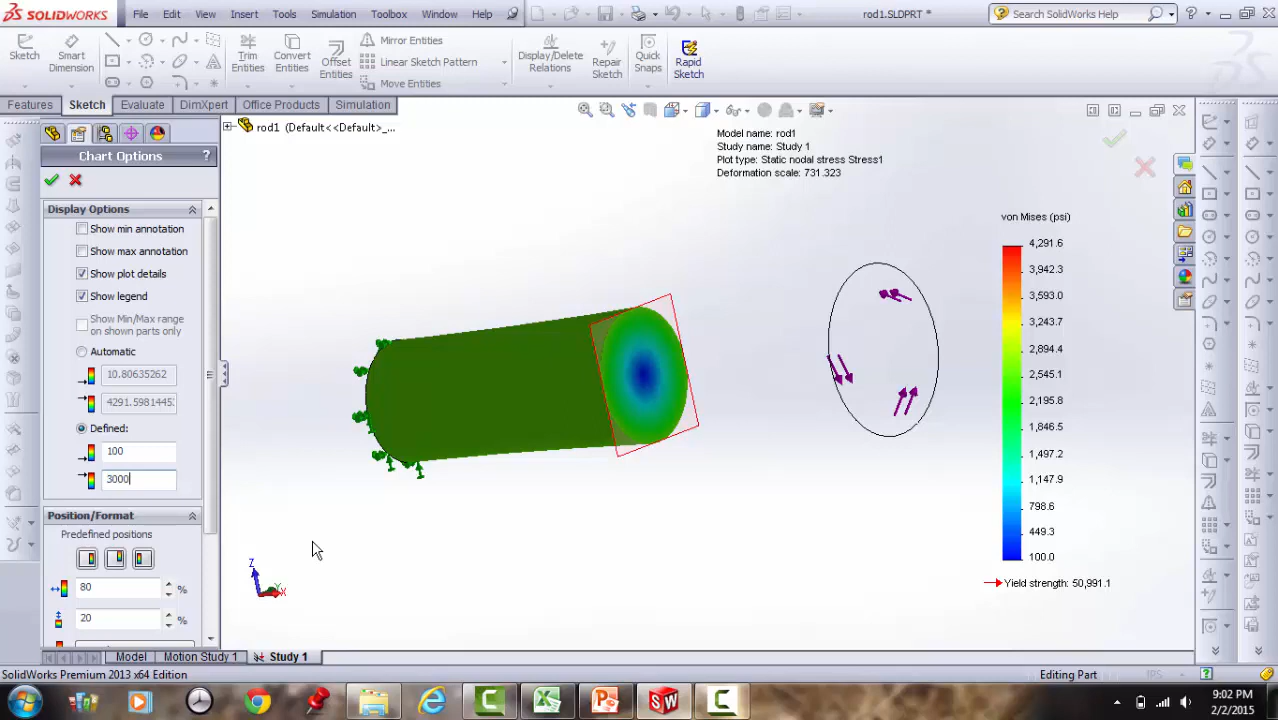 SOLIDWORKS File Edit View Insert Tools Simulation Toolbox Window Help rod1.SLDPRT * Search SolidWorks Help
Sketch Smart Dimension Trim Entities Convert Entities Offset Entities Mirror Entities Linear Sketch Pattern Move Entities Display/Delete Relations Repair Sketch Quick Snaps Rapid Sketch
Features Sketch Evaluate DimXpert Office Products Simulation
rod1 (Default<<Default>_...
Chart Options ?
Display Options
Show min annotation
Show max annotation
Show plot details
Show legend
Show Min/Max range
on shown parts only
Automatic
10.80635262
4291.5981445
Defined:
100
3000
Position/Format
Predefined positions
80 %
20 %
Model name: rod1
Study name: Study 1
Plot type: Static nodal stress Stress1
Deformation scale: 731.323
von Mises (psi)
4,291.6
3,942.3
3,593.0
3,243.7
2,894.4
2,545.1
2,195.8
1,846.5
1,497.2
1,147.9
798.6
449.3
100.0
Yield strength: 50,991.1
Z
Y
X
Model Motion Study 1 Study 1
SolidWorks Premium 2013 x64 Edition Editing Part IPS
9:02 PM
2/2/2015